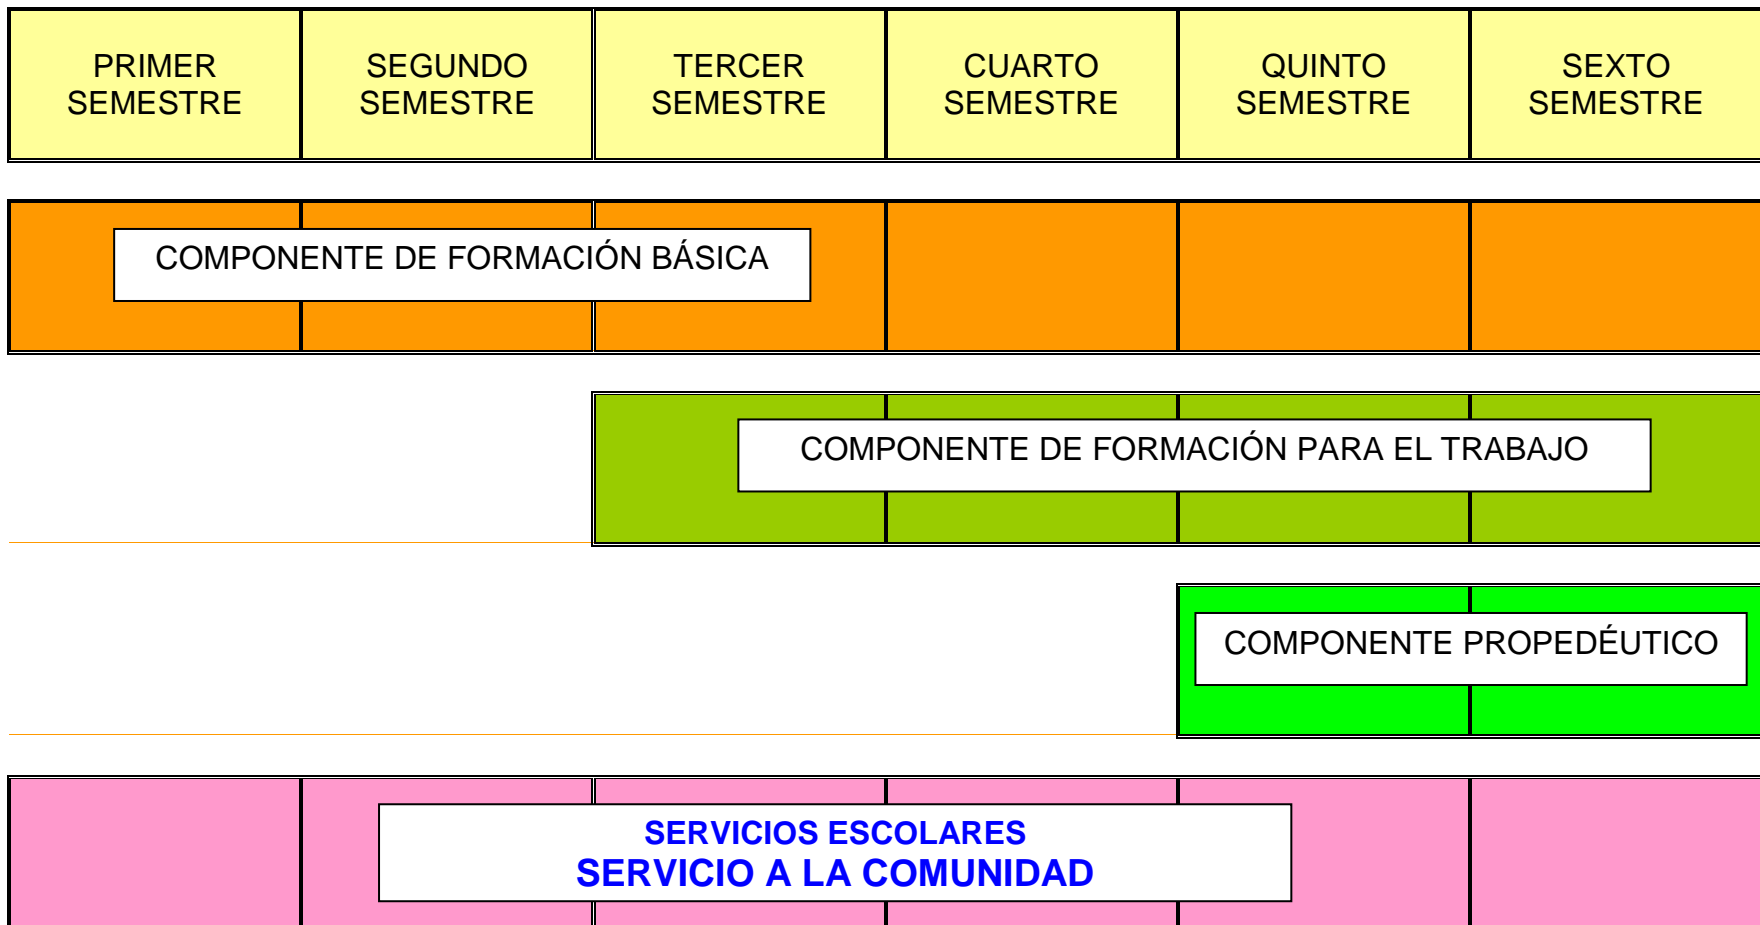 PRIMER
SEMESTRE
SEGUNDO
SEMESTRE
TERCER
SEMESTRE
CUARTO
SEMESTRE
QUINTO
SEMESTRE
SEXTO
SEMESTRE
COMPONENTE DE FORMACIÓN BÁSICA
COMPONENTE DE FORMACIÓN PARA EL TRABAJO
COMPONENTE PROPEDÉUTICO
SERVICIOS ESCOLARES
SERVICIO A LA COMUNIDAD